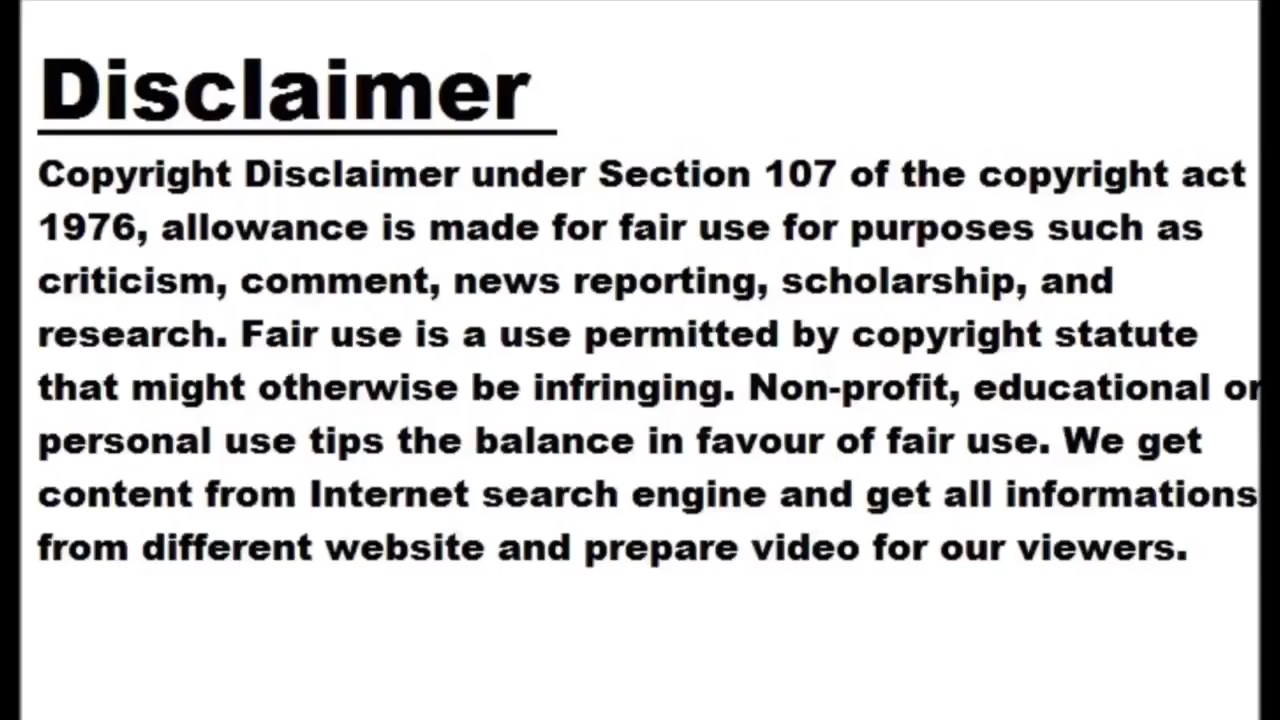 Disclaimer
Copyright Disclaimer under Section 107 of the copyright act
1976, allowance is made for fair use for purposes such as
criticism, comment, news reporting, scholarship, and
research. Fair use is a use permitted by copyright statute
that might otherwise be infringing. Non-profit, educational or
personal use tips the balance in favour of fair use. We get
content from Internet search engine and get all informations
from different website and prepare video for our viewers.